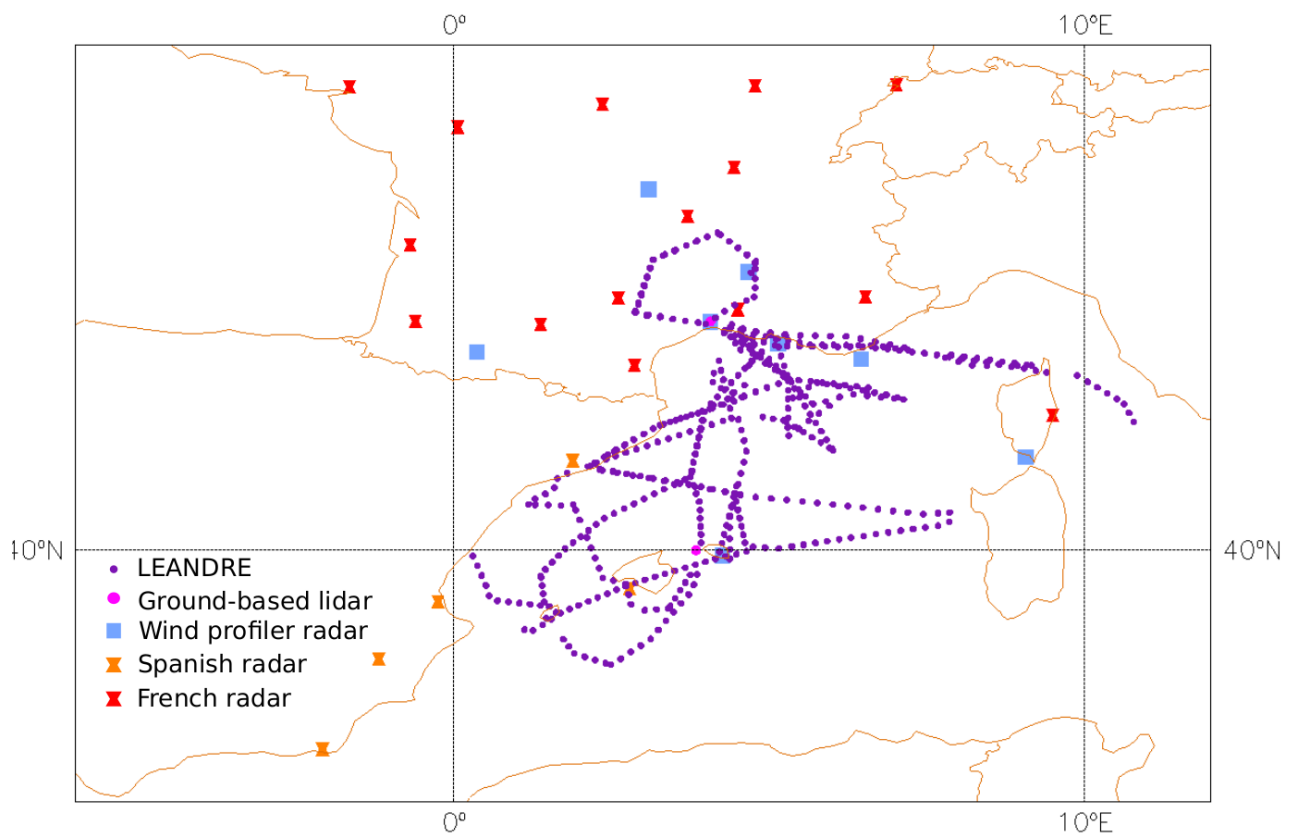 0º 10ºE
40ºN 40ºN
LEANDRE
Ground-based lidar
Wind profiler radar
Spanish radar
French radar
0º 10ºE